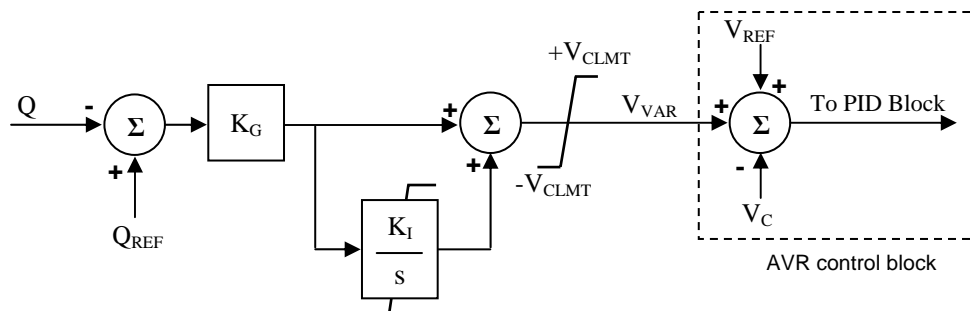 V_REF
+V_CLMT
Q
-
+
Σ
K_G
+
Σ
V_VAR
+
Σ
To PID Block
+
+
-V_CLMT
-
Q_REF
K_I
s
V_C
AVR control block